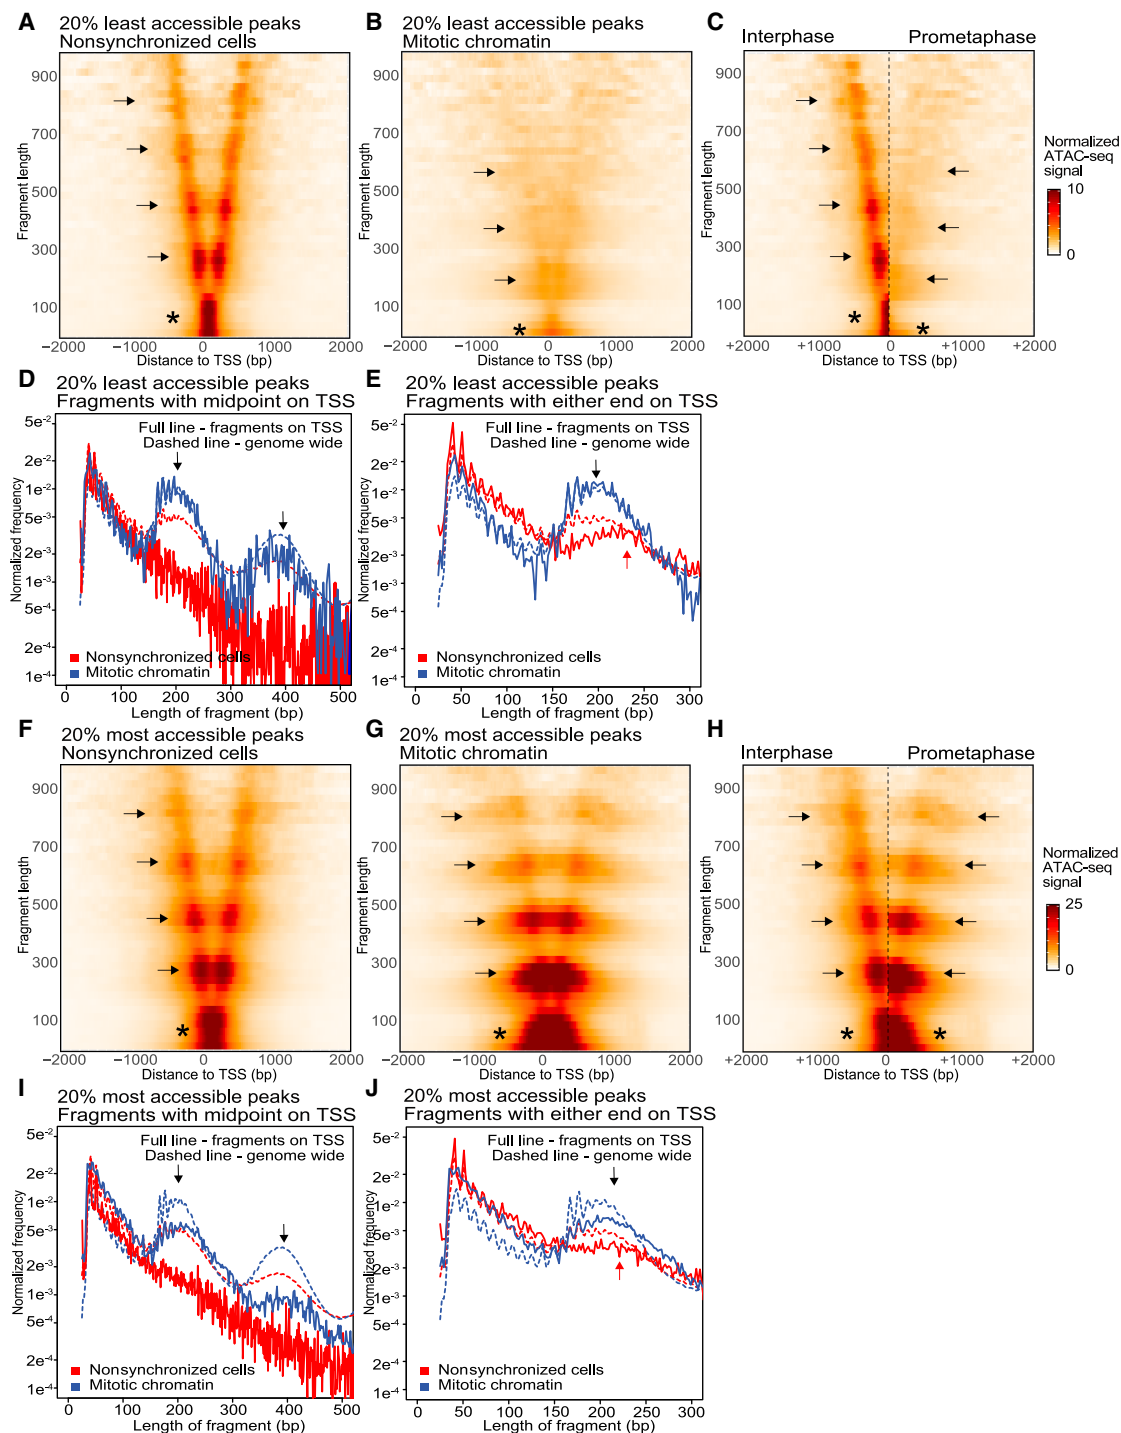 A
20% least accessible peaks
Nonsynchronized cells
Fragment length
900
700
500
300
100
*
−2000
−1000
0
1000
2000
Distance to TSS (bp)
B
20% least accessible peaks
Mitotic chromatin
Fragment length
900
700
500
300
100
*
−2000
−1000
0
1000
2000
Distance to TSS (bp)
C
Interphase
Prometaphase
Fragment length
900
700
500
300
100
*
*
+2000
+1000
0
+1000
+2000
Distance to TSS (bp)
Normalized
ATAC-seq
signal
10
0
D
20% least accessible peaks
Fragments with midpoint on TSS
Full line - fragments on TSS
Dashed line - genome wide
Normalized frequency
5e-2
2e-2
1e-2
5e-3
2e-3
1e-3
5e-4
2e-4
1e-4
Nonsynchronized cells
Mitotic chromatin
0
100
200
300
400
500
Length of fragment (bp)
E
20% least accessible peaks
Fragments with either end on TSS
Full line - fragments on TSS
Dashed line - genome wide
Normalized frequency
5e-2
2e-2
1e-2
5e-3
2e-3
1e-3
5e-4
2e-4
1e-4
Nonsynchronized cells
Mitotic chromatin
0
50
100
150
200
250
300
Length of fragment (bp)
F
20% most accessible peaks
Nonsynchronized cells
Fragment length
900
700
500
300
100
*
−2000
−1000
0
1000
2000
Distance to TSS (bp)
G
20% most accessible peaks
Mitotic chromatin
Fragment length
900
700
500
300
100
*
−2000
−1000
0
1000
2000
Distance to TSS (bp)
H
Interphase
Prometaphase
Fragment length
900
700
500
300
100
*
*
+2000
+1000
0
+1000
+2000
Distance to TSS (bp)
Normalized
ATAC-seq
signal
25
0
I
20% most accessible peaks
Fragments with midpoint on TSS
Full line - fragments on TSS
Dashed line - genome wide
Normalized frequency
5e-2
2e-2
1e-2
5e-3
2e-3
1e-3
5e-4
2e-4
1e-4
Nonsynchronized cells
Mitotic chromatin
0
100
200
300
400
500
Length of fragment (bp)
J
20% most accessible peaks
Fragments with either end on TSS
Full line - fragments on TSS
Dashed line - genome wide
Normalized frequency
5e-2
2e-2
1e-2
5e-3
2e-3
1e-3
5e-4
2e-4
1e-4
Nonsynchronized cells
Mitotic chromatin
0
50
100
150
200
250
300
Length of fragment (bp)